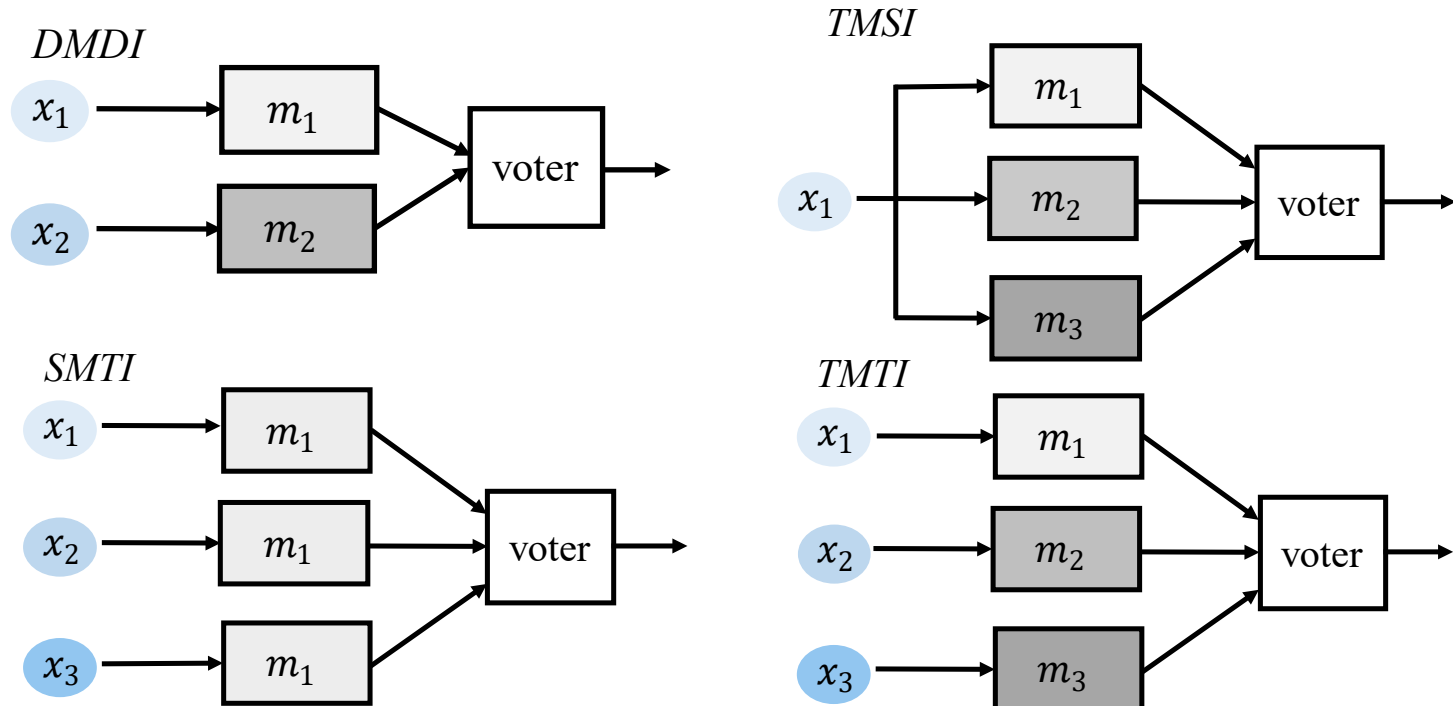 DMDI
x₁
m₁
x₂
m₂
voter
TMSI
x₁
m₁
m₂
m₃
voter
SMTI
x₁
m₁
x₂
m₁
x₃
m₁
voter
TMTI
x₁
m₁
x₂
m₂
x₃
m₃
voter